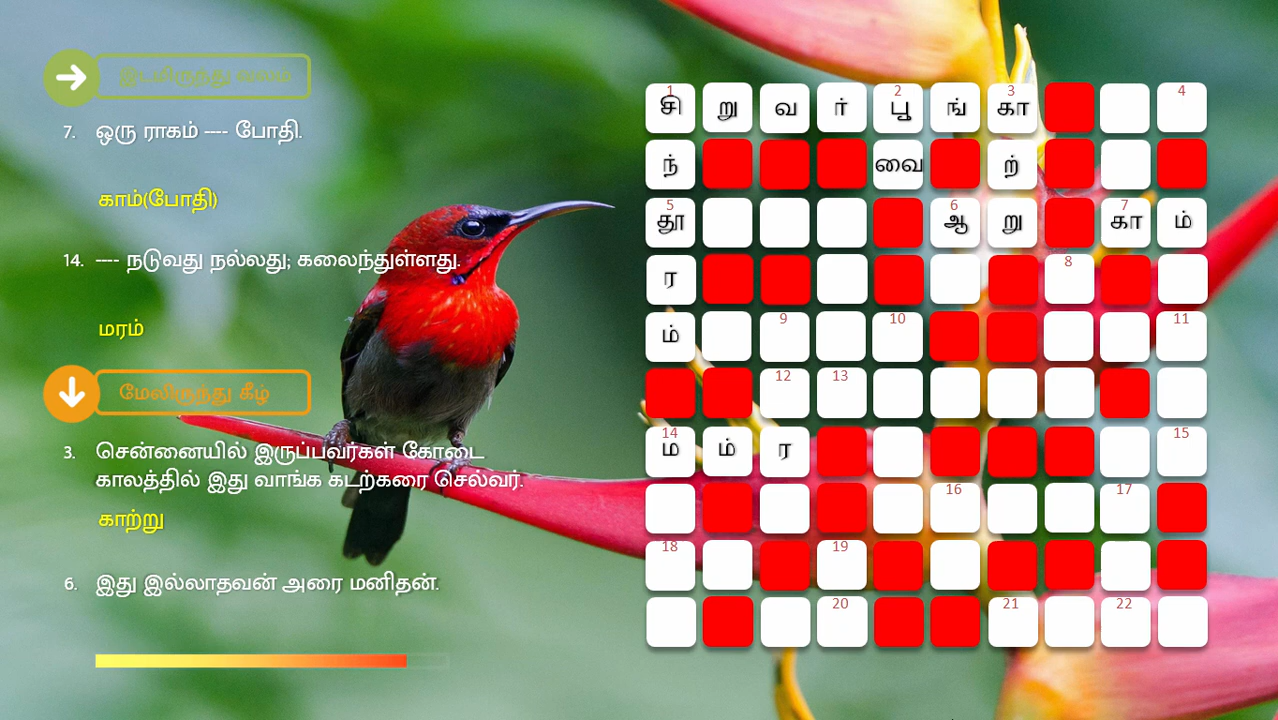 இடமிருந்து வலம்
7. ஒரு ராகம் ---- போதி.
காம்(போதி)
14. ---- நடுவது நல்லது; கலைந்துள்ளது.
மரம்
மேலிருந்து கீழ்
3. சென்னையில் இருப்பவர்கள் கோடை
காலத்தில் இது வாங்க கடற்கரை செல்வர்.
காற்று
6. இது இல்லாதவன் அரை மனிதன்.
1 2 3 4
சி று வ ர் பூ ங் கா
ந் வை ற்
5 6 7
தூ ஆ று கா ம்
8
ர
9 10 11
ம்
12 13
14 15
ம ம் ர
16 17
18 19
20 21 22